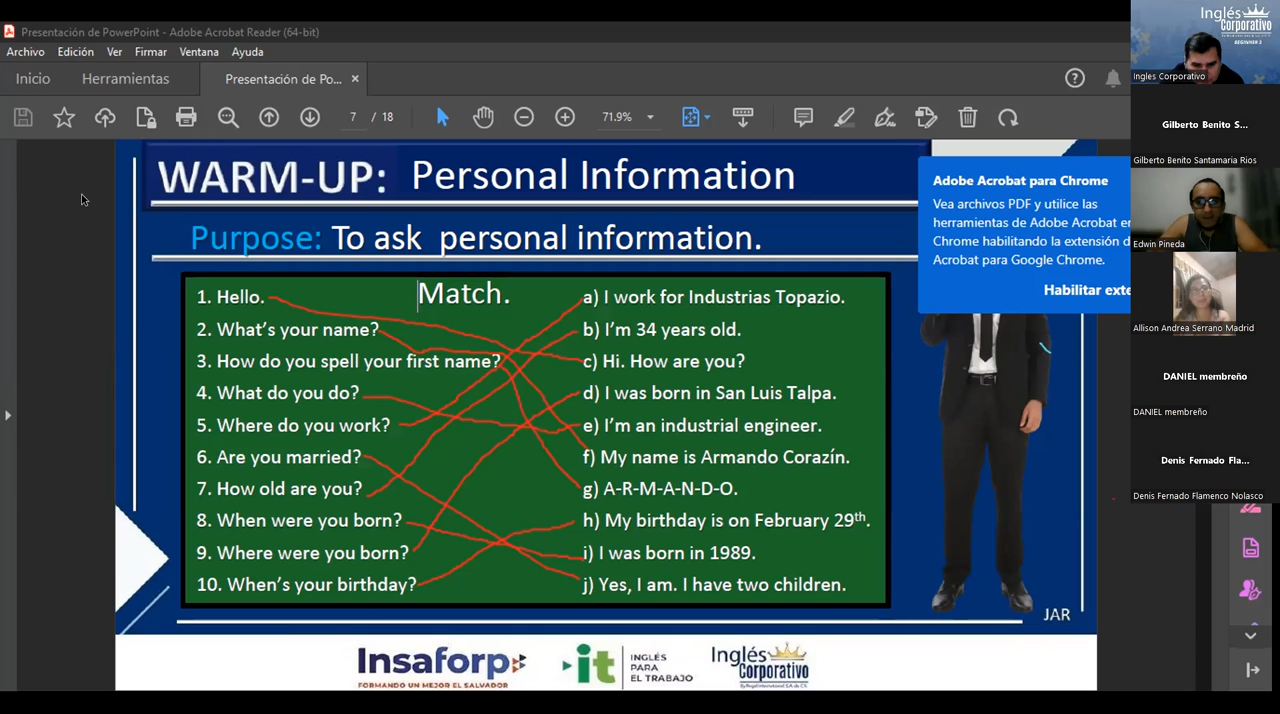 Presentación de PowerPoint - Adobe Acrobat Reader (64-bit)
Archivo Edición Ver Firmar Ventana Ayuda
Inicio Herramientas Presentación de Po... ×
7 / 18 71.9%
WARM-UP: Personal Information
Purpose: To ask personal information.
Match.
1. Hello.
2. What's your name?
3. How do you spell your first name?
4. What do you do?
5. Where do you work?
6. Are you married?
7. How old are you?
8. When were you born?
9. Where were you born?
10. When's your birthday?
a) I work for Industrias Topazio.
b) I'm 34 years old.
c) Hi. How are you?
d) I was born in San Luis Talpa.
e) I'm an industrial engineer.
f) My name is Armando Corazín.
g) A-R-M-A-N-D-O.
h) My birthday is on February 29th.
i) I was born in 1989.
j) Yes, I am. I have two children.
JAR
Insaforp
FORMANDO UN MEJOR EL SALVADOR
it
INGLÉS
PARA
EL TRABAJO
Inglés
Corporativo
Adobe Acrobat para Chrome
Vea archivos PDF y utilice las
herramientas de Adobe Acrobat en
Chrome habilitando la extensión d
Acrobat para Google Chrome.
Habilitar exte
Inglés
Corporativo
BEGINNER 2
Ingles Corporativo
Gilberto Benito S...
Gilberto Benito Santamaria Rios
Edwin Pineda
Allison Andrea Serrano Madrid
DANIEL membreño
DANIEL membreño
Denis Fernado Fla...
Denis Fernado Flamenco Nolasco